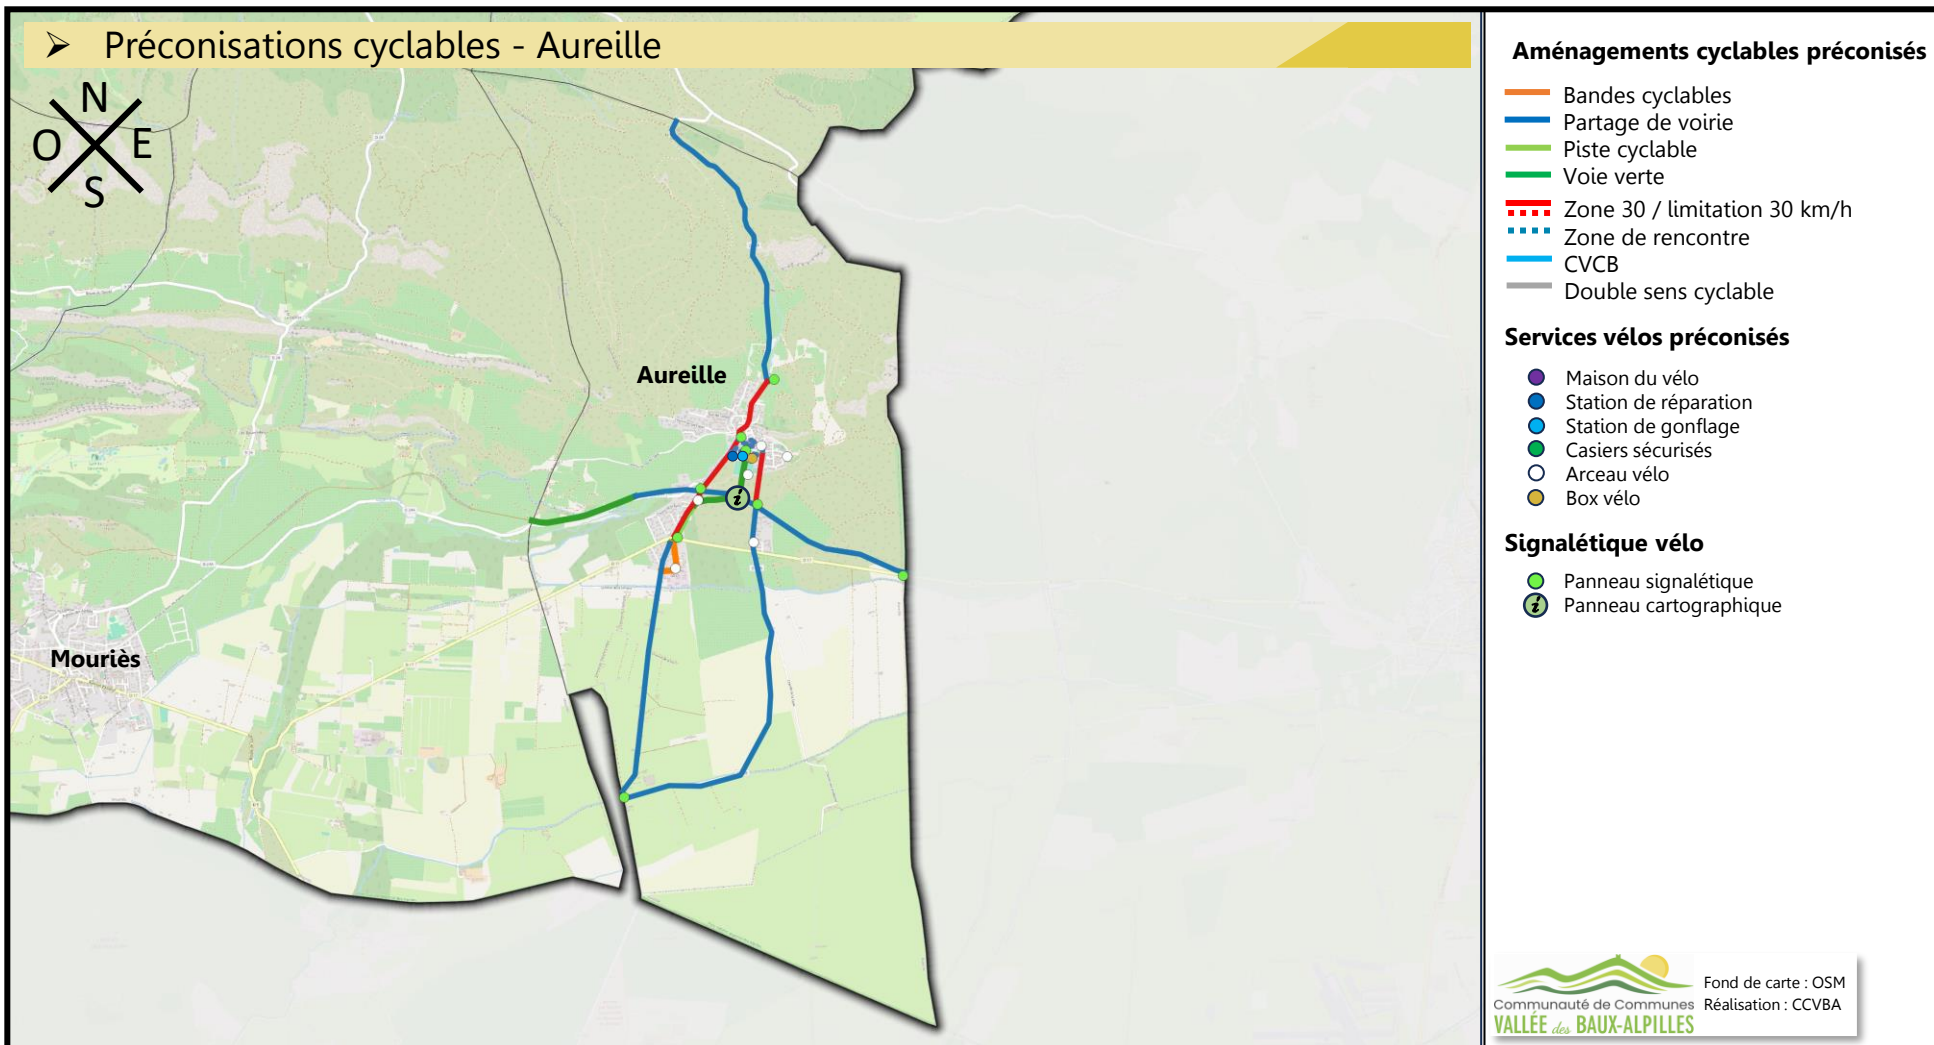 ➢ Préconisations cyclables - Aureille
N
O E
S
Aureille
Mouriès
Aménagements cyclables préconisés
Bandes cyclables
Partage de voirie
Piste cyclable
Voie verte
Zone 30 / limitation 30 km/h
Zone de rencontre
CVCB
Double sens cyclable
Services vélos préconisés
Maison du vélo
Station de réparation
Station de gonflage
Casiers sécurisés
Arceau vélo
Box vélo
Signalétique vélo
Panneau signalétique
i Panneau cartographique
Communauté de Communes
VALLÉE des BAUX-ALPILLES
Fond de carte : OSM
Réalisation : CCVBA